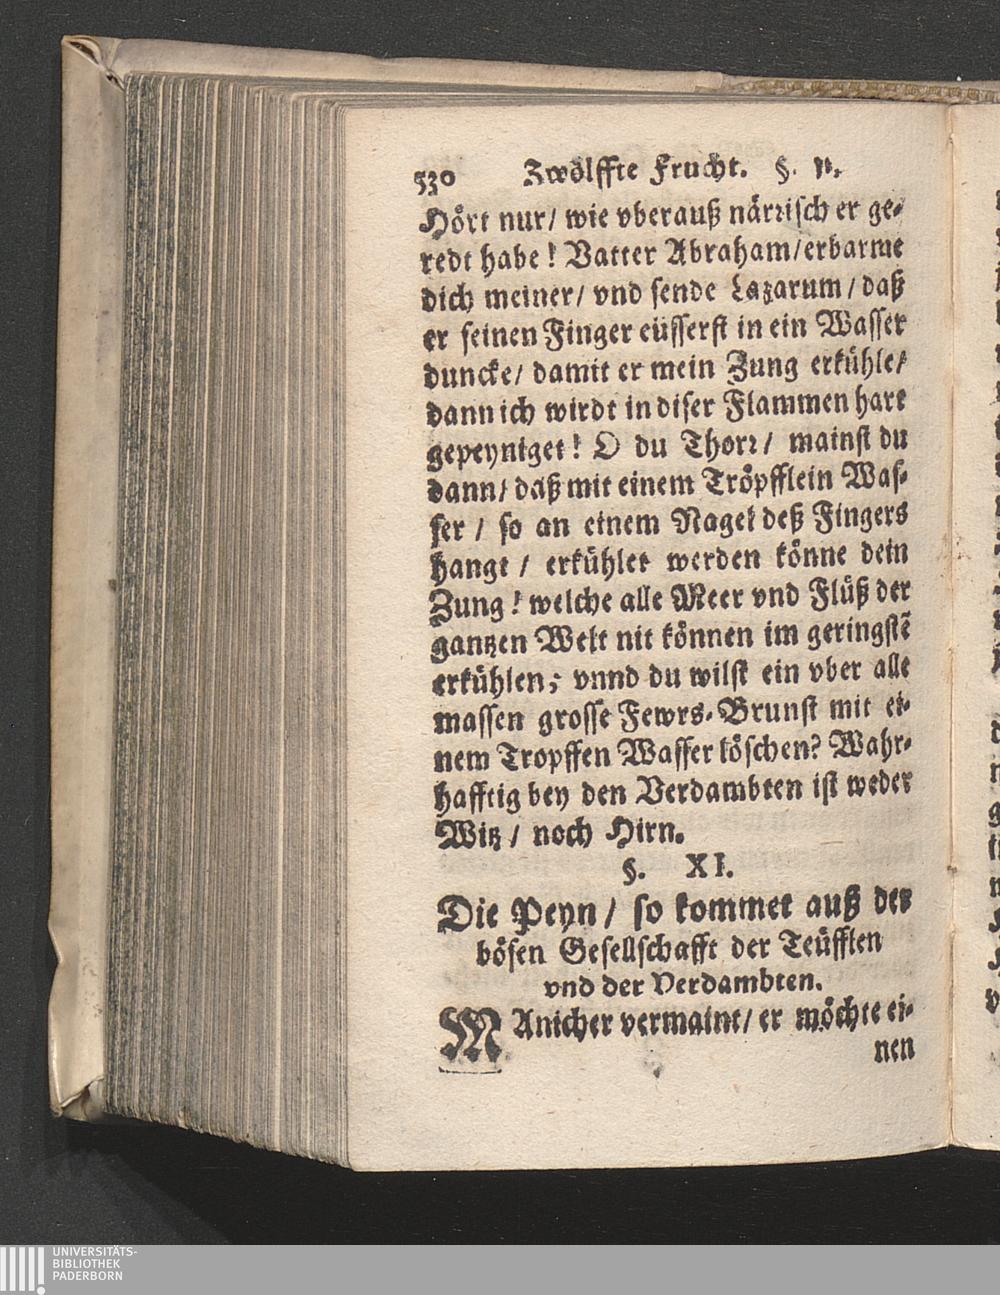 530 Zwölffte Frucht. §. 11.
Hört nur/ wie vberauß närrisch er ge-
redt habe! Vatter Abraham/erbarme
dich meiner/ vnd sende Lazarum/ daß
er seinen Finger eüsserst in ein Wasser
duncke/ damit er mein Zung erkühle/
dann ich wirdt in diser Flammen hart
gepeyniget! O du Thorr/ mainst du
dann/ daß mit einem Tröpfflein Was-
ser / so an einem Nagel deß Fingers
hangt / erkühlet werden könne dein
Zung! welche alle Meer vnd Flüß der
gantzen Welt nit können im geringstē
erkühlen; vnnd du wilst ein vber alle
massen grosse Fewrs-Brunst mit ei-
nem Tropffen Wasser löschen? Wahr-
hafftig bey den Verdambten ist weder
Witz / noch Hirn.
§. XI.
Die Peyn/ so kommet auß der
bösen Gesellschafft der Teüfflen
vnd der Verdambten.
MAnicher vermaint/ er möchte ei-
nen
UNIVERSITÄTS-
BIBLIOTHEK
PADERBORN